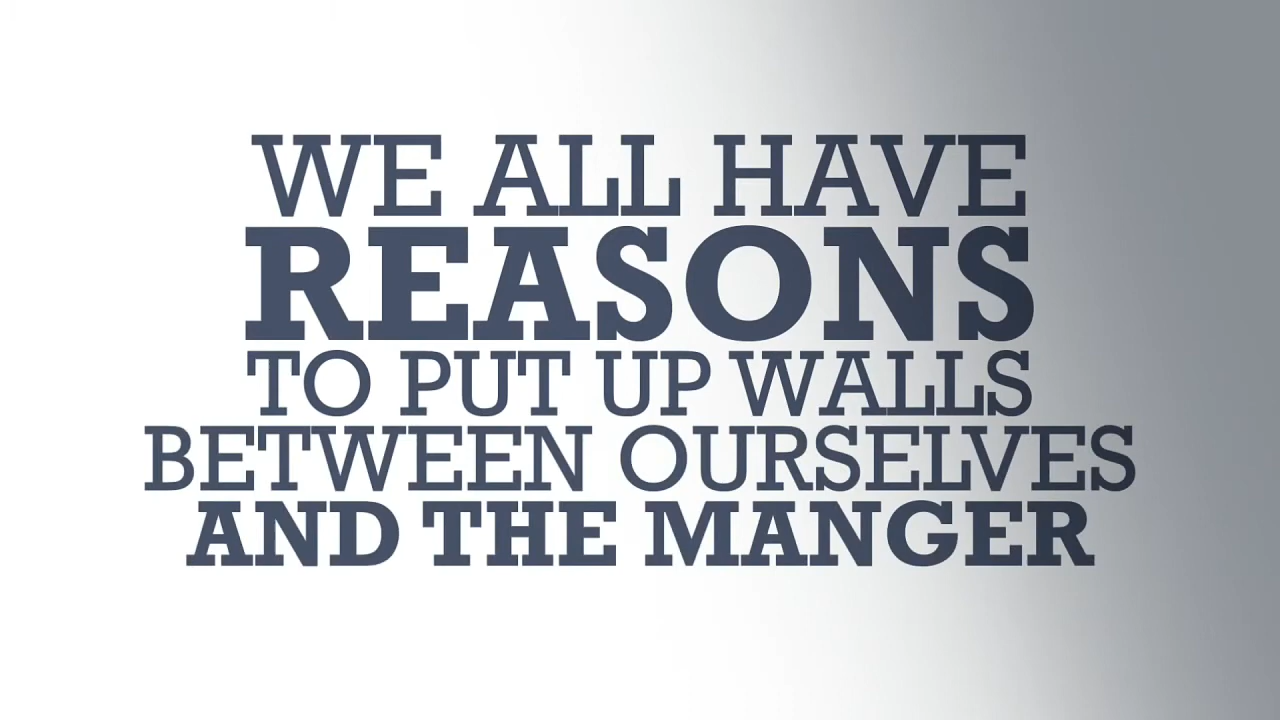 WE ALL HAVE
REASONS
TO PUT UP WALLS
BETWEEN OURSELVES
AND THE MANGER